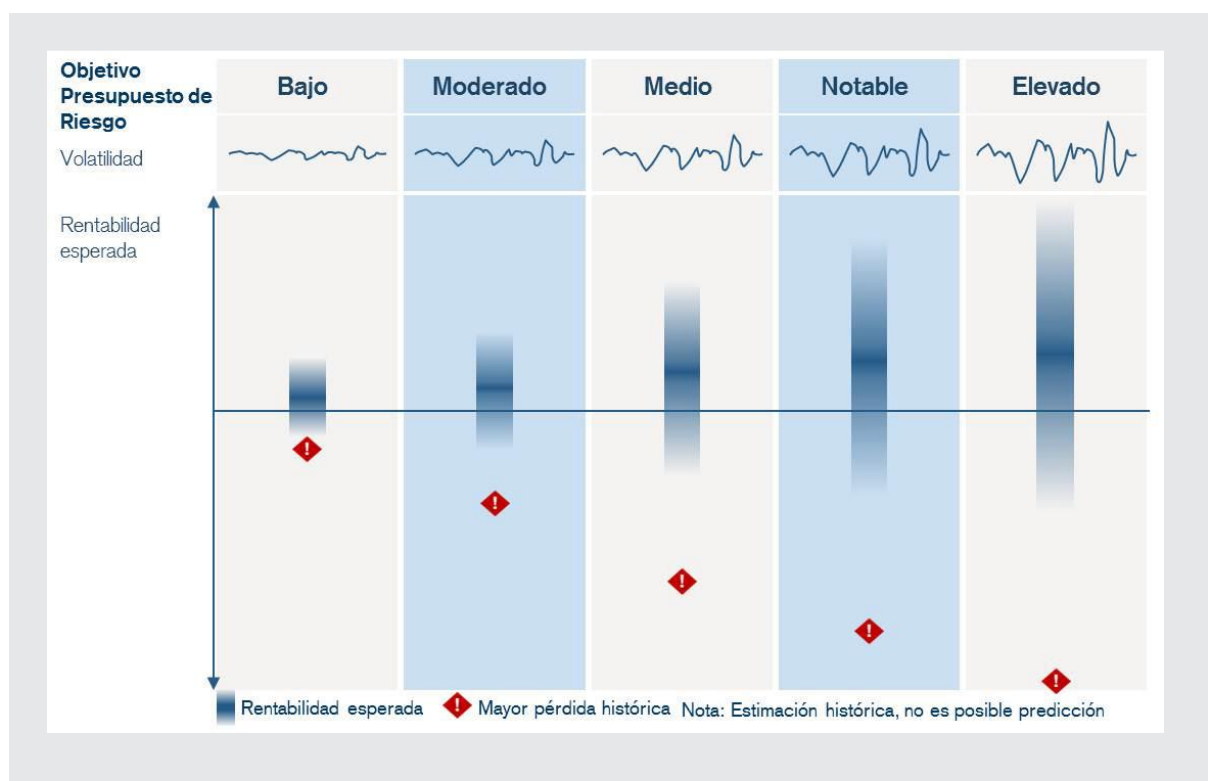 Objetivo
Presupuesto de
Riesgo
Bajo
Moderado
Medio
Notable
Elevado
Volatilidad
Rentabilidad
esperada
Rentabilidad esperada
Mayor pérdida histórica
Nota: Estimación histórica, no es posible predicción